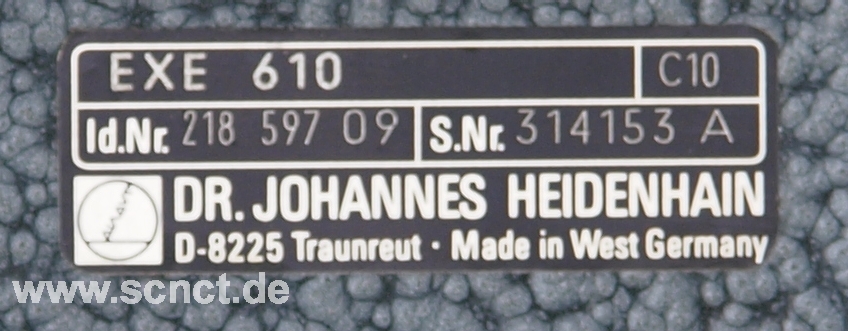 EXE 610 C10
Id.Nr. 218 597 09 S.Nr. 314153 A
DR. JOHANNES HEIDENHAIN
D-8225 Traunreut · Made in West Germany
www.scnct.de